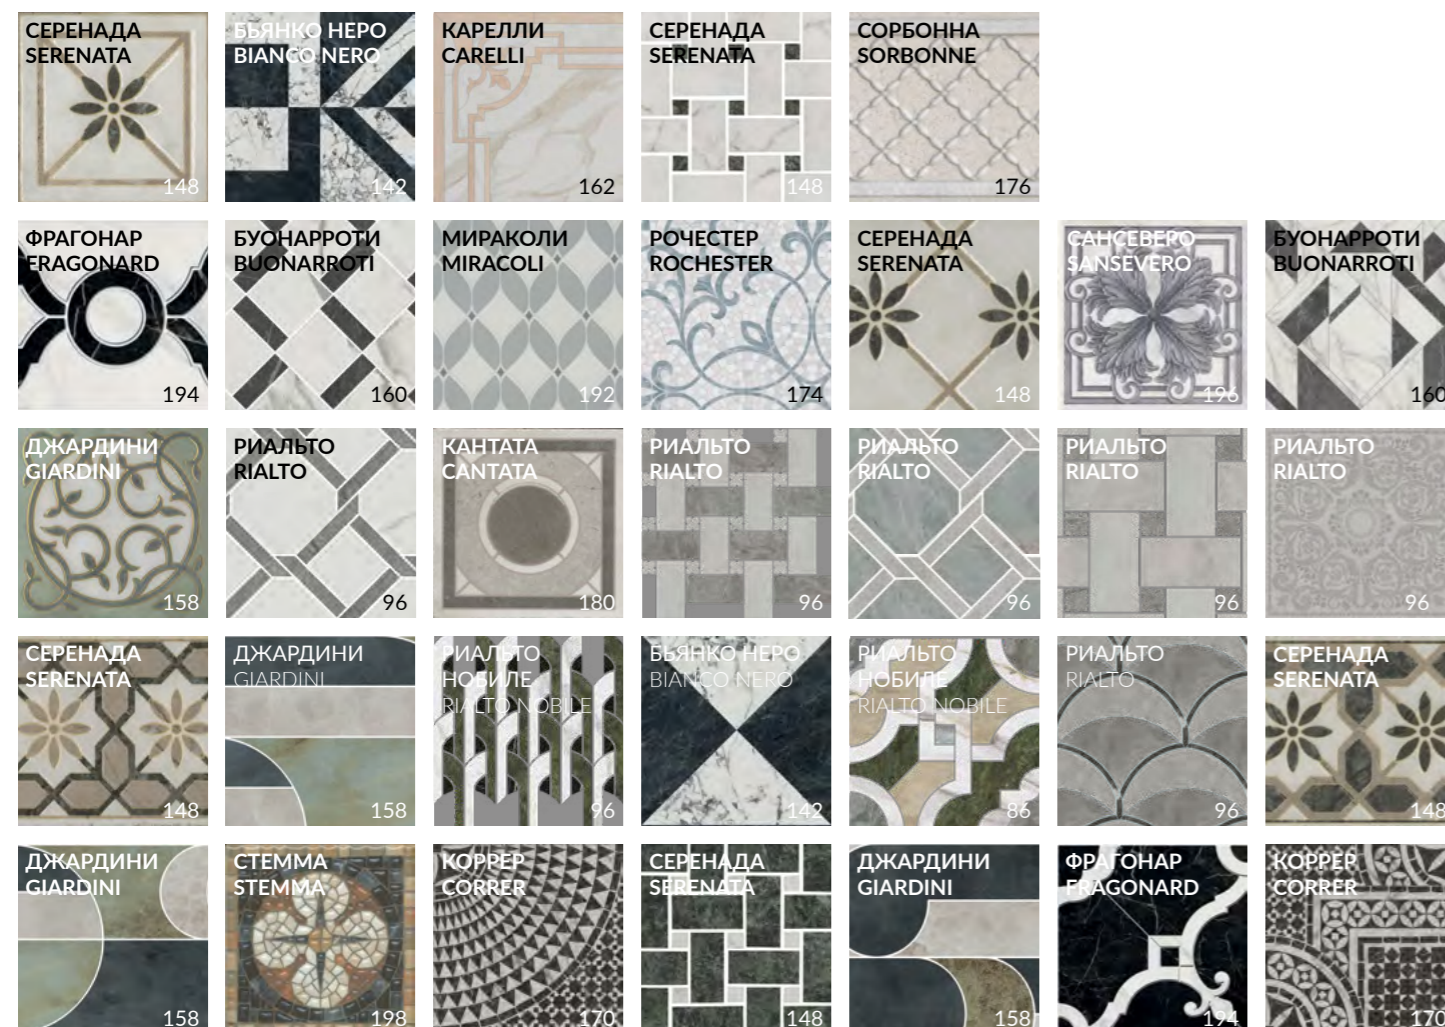 СЕРЕНАДА
SERENATA
148
БЬЯНКО НЕРО
BIANCO NERO
142
КАРЕЛЛИ
CARELLI
162
СЕРЕНАДА
SERENATA
148
СОРБОННА
SORBONNE
176
ФРАГОНАР
FRAGONARD
194
БУОНАРРОТИ
BUONARROTI
160
МИРАКОЛИ
MIRACOLI
192
РОЧЕСТЕР
ROCHESTER
174
СЕРЕНАДА
SERENATA
148
САНСЕВЕРО
SANSEVERO
196
БУОНАРРОТИ
BUONARROTI
160
ДЖАРДИНИ
GIARDINI
158
РИАЛЬТО
RIALTO
96
КАНТАТА
CANTATA
180
РИАЛЬТО
RIALTO
96
РИАЛЬТО
RIALTO
96
РИАЛЬТО
RIALTO
96
РИАЛЬТО
RIALTO
96
СЕРЕНАДА
SERENATA
148
ДЖАРДИНИ
GIARDINI
158
РИАЛЬТО
НОБИЛЕ
RIALTO NOBILE
96
БЬЯНКО НЕРО
BIANCO NERO
142
РИАЛЬТО
НОБИЛЕ
RIALTO NOBILE
86
РИАЛЬТО
RIALTO
96
СЕРЕНАДА
SERENATA
148
ДЖАРДИНИ
GIARDINI
158
СТЕММА
STEMMA
198
КОРРЕР
CORRER
170
СЕРЕНАДА
SERENATA
148
ДЖАРДИНИ
GIARDINI
158
ФРАГОНАР
FRAGONARD
194
КОРРЕР
CORRER
170